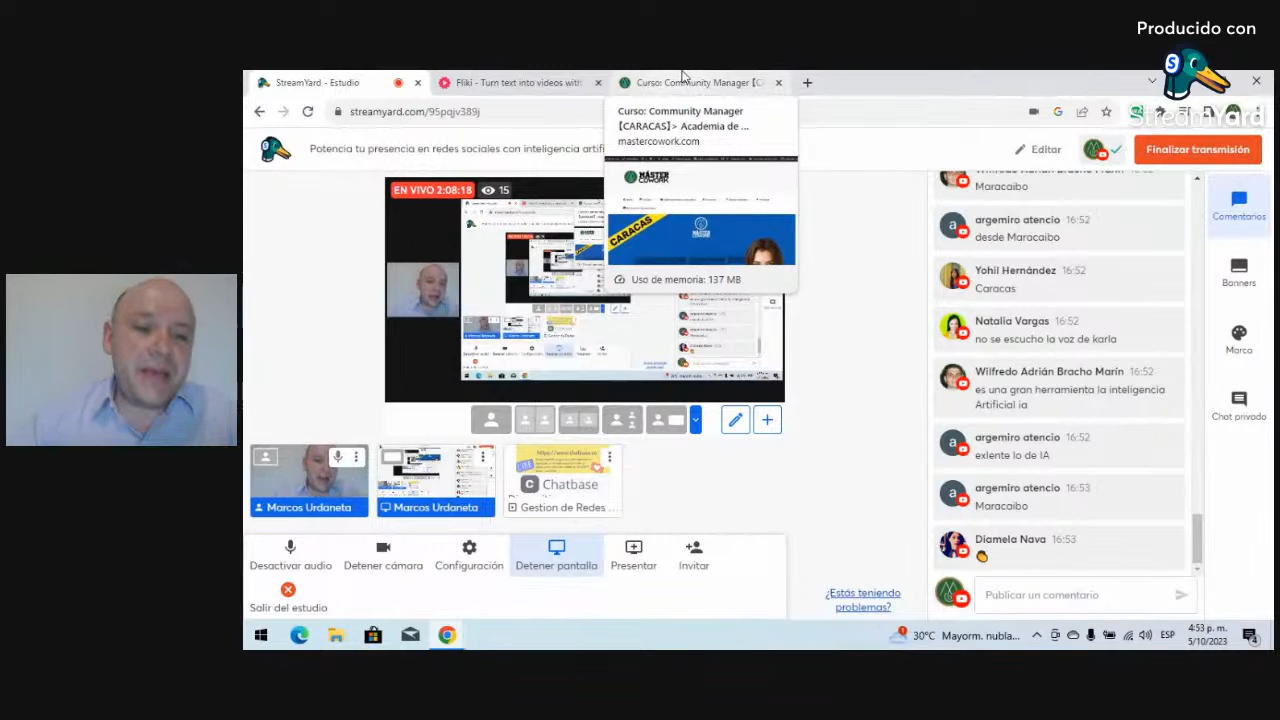 Producido con
StreamYard
StreamYard - Estudio
Fliki - Turn text into videos with
Curso: Community Manager 【C
streamyard.com/95pqjv389j
Curso: Community Manager
【CARACAS】> Academia de ...
mastercowork.com
MÁSTER
COWORK
CARACAS
Uso de memoria: 137 MB
Potencia tu presencia en redes sociales con inteligencia artifi
Editar
Finalizar transmisión
EN VIVO 2:08:18
15
Maracaibo
argemiro atencio 16:52
desde Maracaibo
Yohil Hernández 16:52
Caracas
Natalia Vargas 16:52
no se escucho la voz de karla
Wilfredo Adrián Bracho Marín 16:52
es una gran herramienta la inteligencia
Artificial ia
argemiro atencio 16:52
exlente lo de IA
argemiro atencio 16:53
Maracaibo
Diamela Nava 16:53
Publicar un comentario
Comentarios
Banners
Marca
Chat privado
Marcos Urdaneta
Marcos Urdaneta
Chatbase
Gestion de Redes ...
Desactivar audio
Detener cámara
Configuración
Detener pantalla
Presentar
Invitar
Salir del estudio
¿Estás teniendo
problemas?
30°C Mayorm. nubla...
ESP
4:53 p. m.
5/10/2023
4